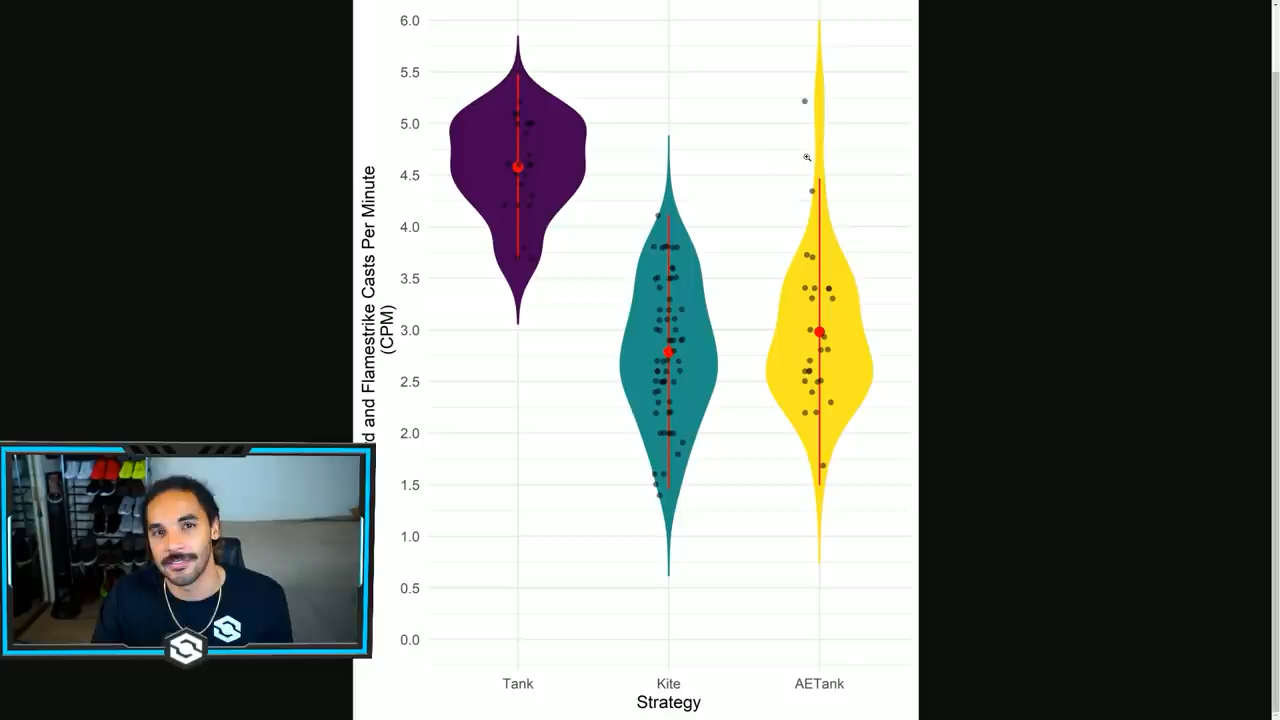 6.0
5.5
5.0
4.5
4.0
3.5
3.0
2.5
2.0
1.5
1.0
0.5
0.0
and Flamestrike Casts Per Minute
(CPM)
Tank
Kite
AETank
Strategy